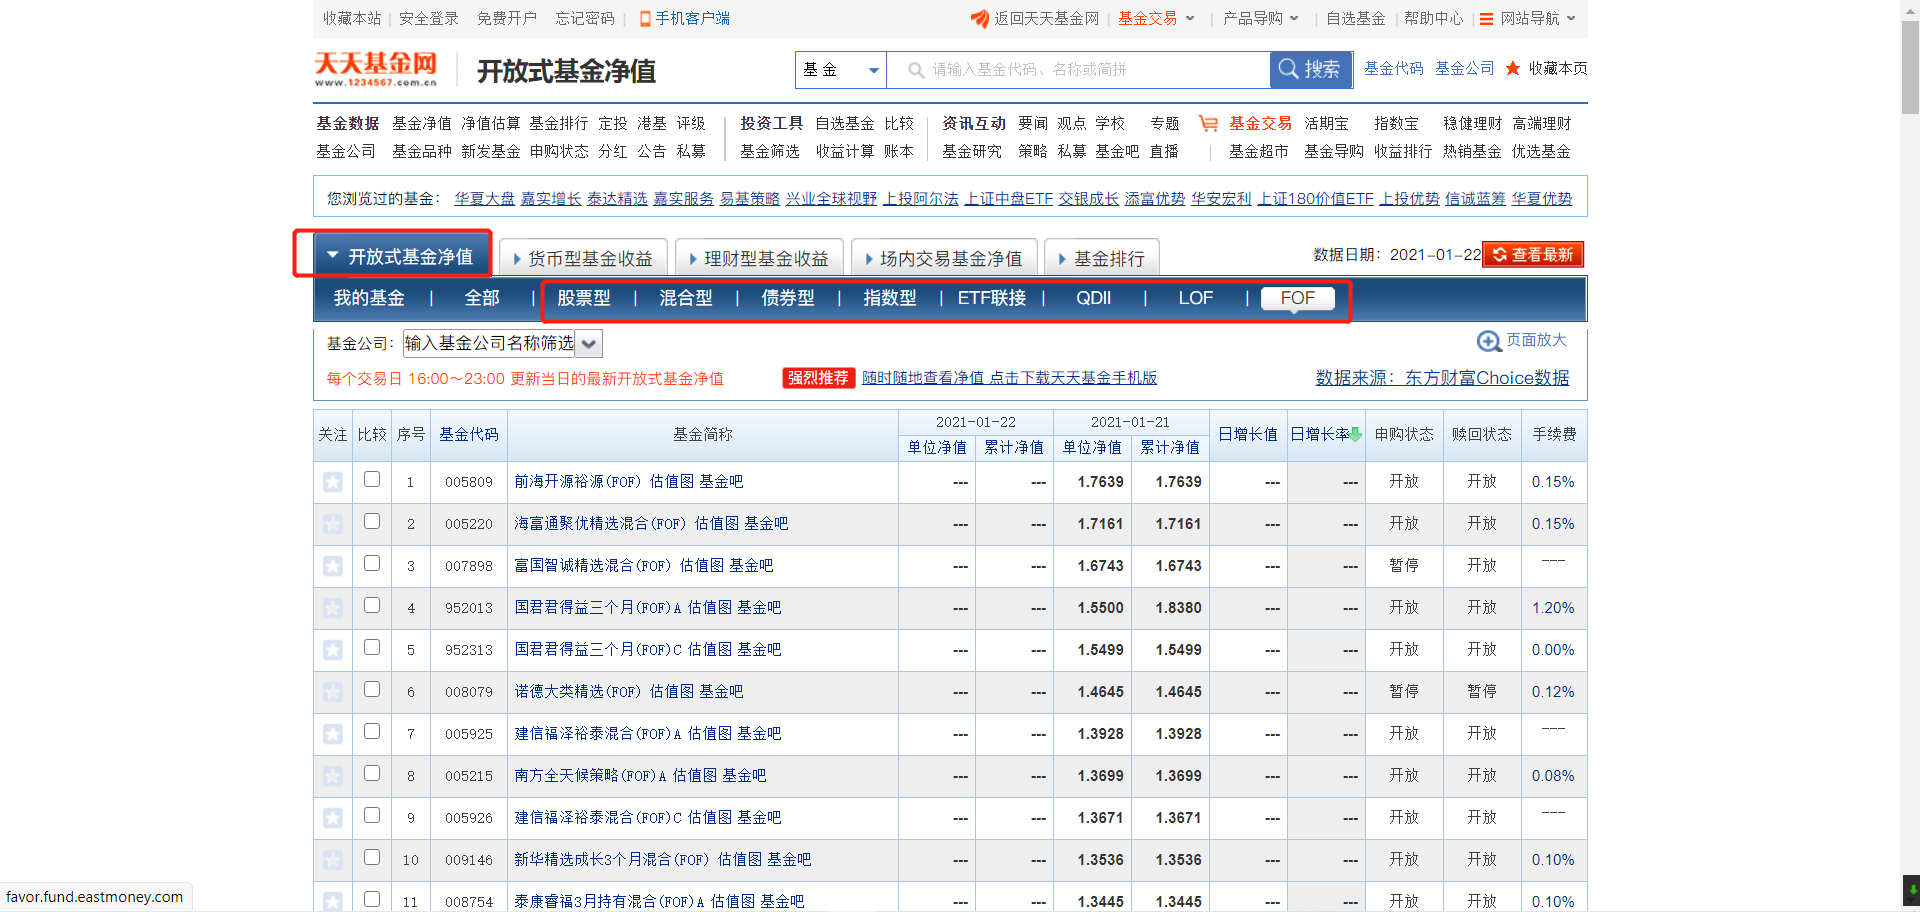 收藏本站 | 安全登录 免费开户 忘记密码 | 手机客户端 返回天天基金网 | 基金交易 | 产品导购 | 自选基金 | 帮助中心 | 网站导航
天天基金网
www.1234567.com.cn
开放式基金净值
基金 请输入基金代码、名称或简拼 搜索 基金代码 基金公司 收藏本页
基金数据 基金净值 净值估算 基金排行 定投 港基 评级 投资工具 自选基金 比较 资讯互动 要闻 观点 学校 专题 基金交易 活期宝 指数宝 稳健理财 高端理财
基金公司 基金品种 新发基金 申购状态 分红 公告 私募 基金筛选 收益计算 账本 基金研究 策略 私募 基金吧 直播 基金超市 基金导购 收益排行 热销基金 优选基金
您浏览过的基金： 华夏大盘 嘉实增长 泰达精选 嘉实服务 易基策略 兴业全球视野 上投阿尔法 上证中盘ETF 交银成长 添富优势 华安宏利 上证180价值ETF 上投优势 信诚蓝筹 华夏优势
开放式基金净值 货币型基金收益 理财型基金收益 场内交易基金净值 基金排行 数据日期： 2021-01-22 查看最新
我的基金 | 全部 | 股票型 | 混合型 | 债券型 | 指数型 | ETF联接 | QDII | LOF | FOF
基金公司： 输入基金公司名称筛选 页面放大
每个交易日 16:00～23:00 更新当日的最新开放式基金净值 强烈推荐 随时随地查看净值 点击下载天天基金手机版 数据来源：东方财富Choice数据
关注 比较 序号 基金代码 基金简称 2021-01-22 2021-01-21 日增长值 日增长率 申购状态 赎回状态 手续费
单位净值 累计净值 单位净值 累计净值
1 005809 前海开源裕源(FOF) 估值图 基金吧 --- --- 1.7639 1.7639 --- --- 开放 开放 0.15%
2 005220 海富通聚优精选混合(FOF) 估值图 基金吧 --- --- 1.7161 1.7161 --- --- 开放 开放 0.15%
3 007898 富国智诚精选混合(FOF) 估值图 基金吧 --- --- 1.6743 1.6743 --- --- 暂停 开放 ---
4 952013 国君君得益三个月(FOF)A 估值图 基金吧 --- --- 1.5500 1.8380 --- --- 开放 开放 1.20%
5 952313 国君君得益三个月(FOF)C 估值图 基金吧 --- --- 1.5499 1.5499 --- --- 开放 开放 0.00%
6 008079 诺德大类精选(FOF) 估值图 基金吧 --- --- 1.4645 1.4645 --- --- 暂停 暂停 0.12%
7 005925 建信福泽裕泰混合(FOF)A 估值图 基金吧 --- --- 1.3928 1.3928 --- --- 开放 开放 ---
8 005215 南方全天候策略(FOF)A 估值图 基金吧 --- --- 1.3699 1.3699 --- --- 开放 开放 0.08%
9 005926 建信福泽裕泰混合(FOF)C 估值图 基金吧 --- --- 1.3671 1.3671 --- --- 开放 开放 ---
10 009146 新华精选成长3个月混合(FOF) 估值图 基金吧 --- --- 1.3536 1.3536 --- --- 开放 开放 0.10%
11 008754 泰康睿福3月持有混合(FOF)A 估值图 基金吧 --- --- 1.3445 1.3445 --- --- 开放 开放 0.10%
favor.fund.eastmoney.com